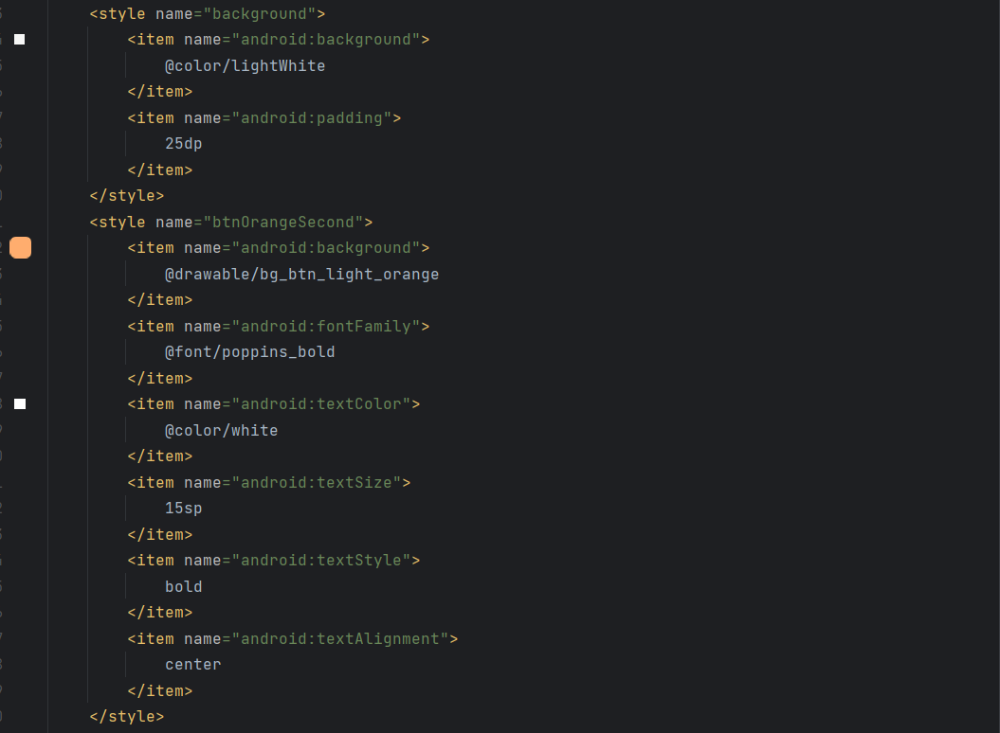 <style name="background">
<item name="android:background">
@color/lightWhite
</item>
<item name="android:padding">
25dp
</item>
</style>
<style name="btnOrangeSecond">
<item name="android:background">
@drawable/bg_btn_light_orange
</item>
<item name="android:fontFamily">
@font/poppins_bold
</item>
<item name="android:textColor">
@color/white
</item>
<item name="android:textSize">
15sp
</item>
<item name="android:textStyle">
bold
</item>
<item name="android:textAlignment">
center
</item>
</style>